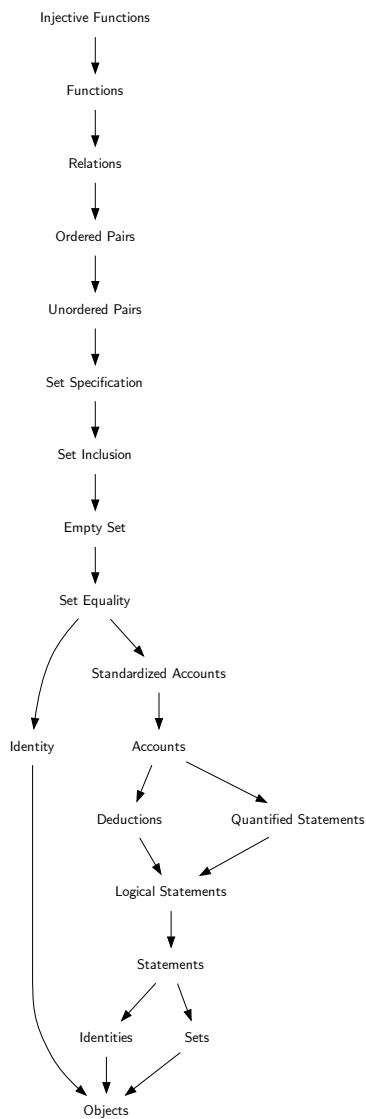 Injective Functions
Functions
Relations
Ordered Pairs
Unordered Pairs
Set Specification
Set Inclusion
Empty Set
Set Equality
Standardized Accounts
Identity
Accounts
Deductions
Quantified Statements
Logical Statements
Statements
Identities
Sets
Objects